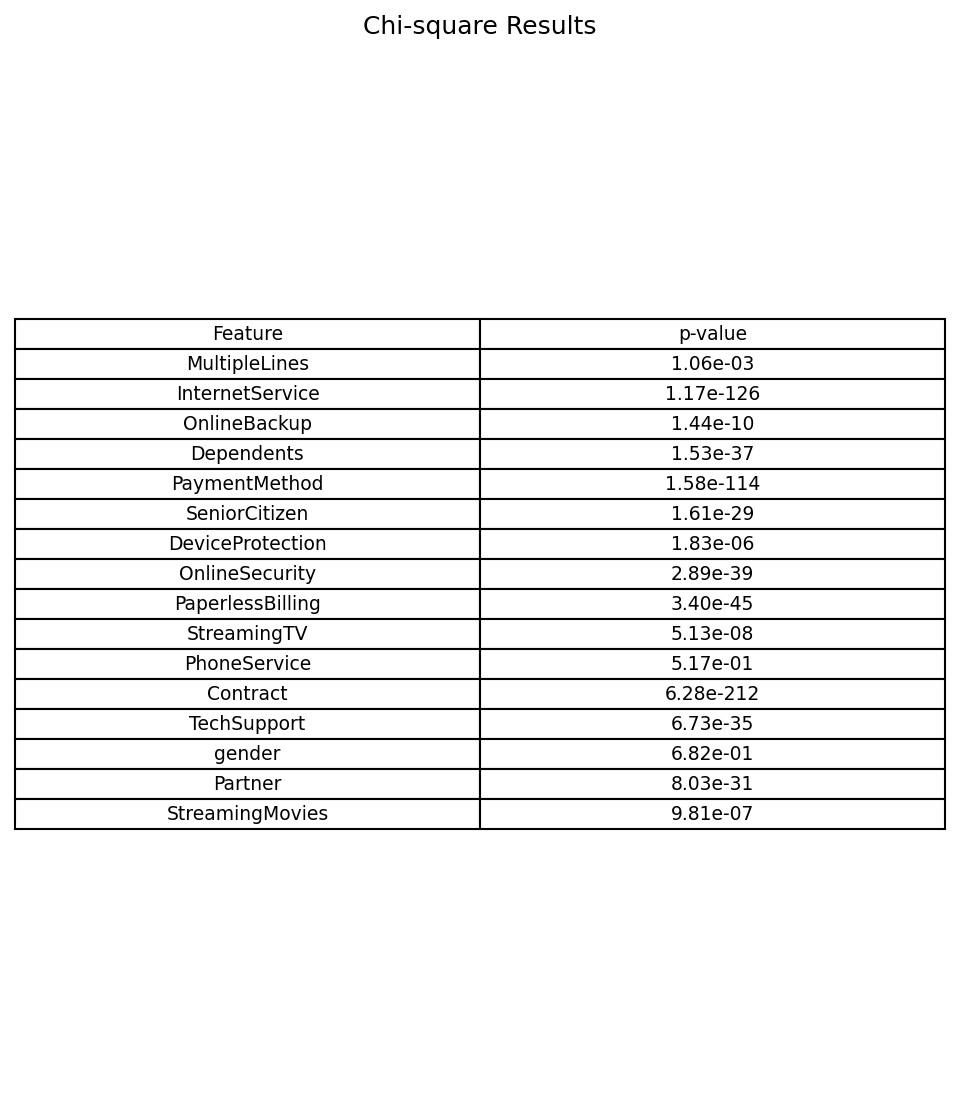 Chi-square Results
Feature p-value
MultipleLines 1.06e-03
InternetService 1.17e-126
OnlineBackup 1.44e-10
Dependents 1.53e-37
PaymentMethod 1.58e-114
SeniorCitizen 1.61e-29
DeviceProtection 1.83e-06
OnlineSecurity 2.89e-39
PaperlessBilling 3.40e-45
StreamingTV 5.13e-08
PhoneService 5.17e-01
Contract 6.28e-212
TechSupport 6.73e-35
gender 6.82e-01
Partner 8.03e-31
StreamingMovies 9.81e-07